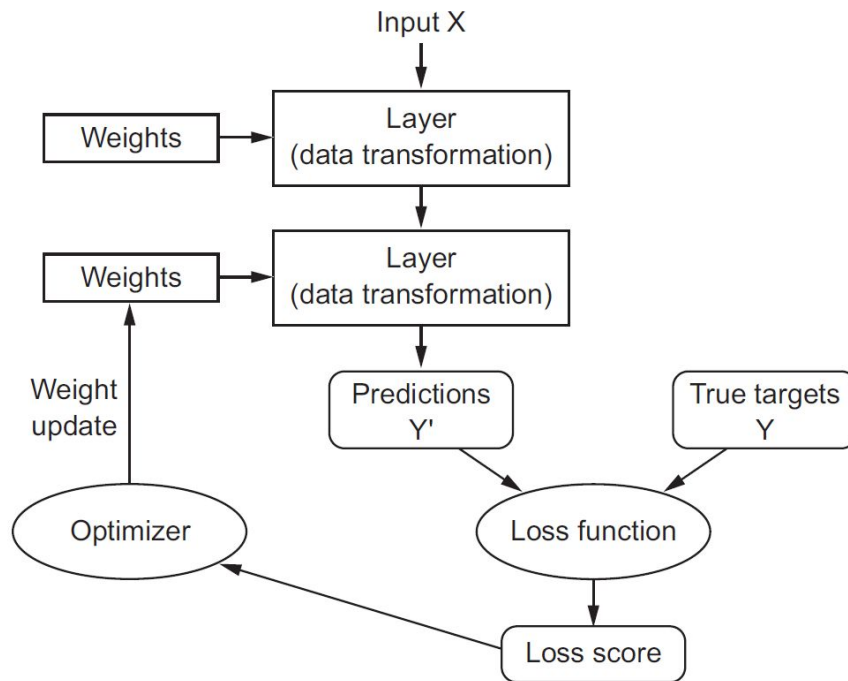 Input X
Weights
Layer
(data transformation)
Weights
Layer
(data transformation)
Weight
update
Predictions
Y'
True targets
Y
Optimizer
Loss function
Loss score